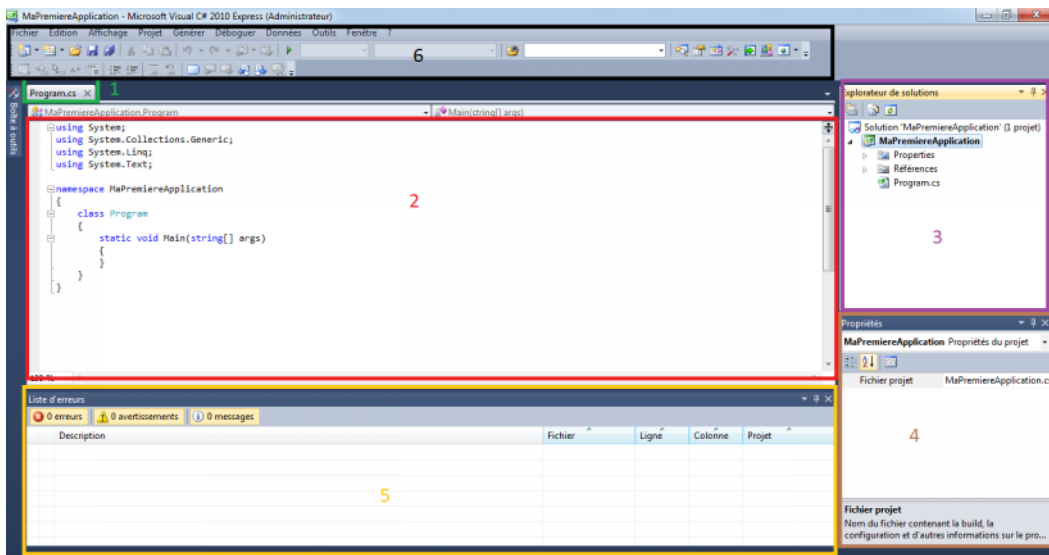 MaPremiereApplication - Microsoft Visual C# 2010 Express (Administrateur)
Fichier Edition Affichage Projet Générer Déboguer Données Outils Fenêtre ?
6
Program.cs
1
Boîte à outils
MaPremiereApplication.Program
Main(string[] args)
using System;
using System.Collections.Generic;
using System.Linq;
using System.Text;
namespace MaPremiereApplication
{
class Program
{
static void Main(string[] args)
{
}
}
}
2
100 %
Explorateur de solutions
Solution 'MaPremiereApplication' (1 projet)
MaPremiereApplication
Properties
Références
Program.cs
3
Propriétés
MaPremiereApplication Propriétés du projet
Fichier projet MaPremiereApplication.c
4
Fichier projet
Nom du fichier contenant la build, la
configuration et d'autres informations sur le pro...
Liste d'erreurs
0 erreurs 0 avertissements 0 messages
Description Fichier Ligne Colonne Projet
5